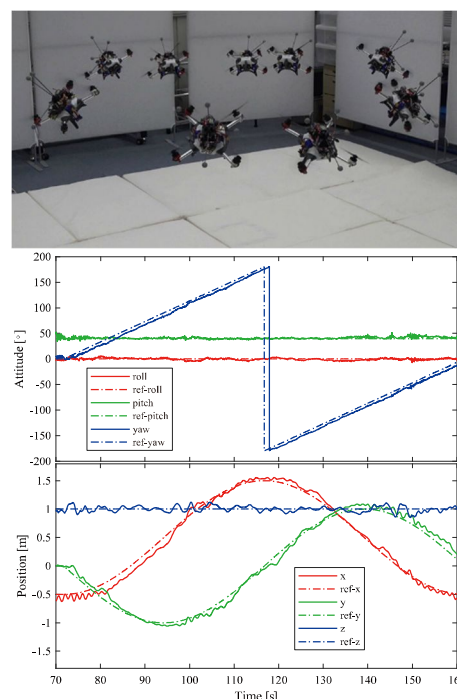 200
150
100
50
0
-50
-100
-150
-200
Attitude [°]
roll
ref-roll
pitch
ref-pitch
yaw
ref-yaw
1.5
1
0.5
0
-0.5
-1
-1.5
Position [m]
x
ref-x
y
ref-y
z
ref-z
70 80 90 100 110 120 130 140 150 160
Time [s]